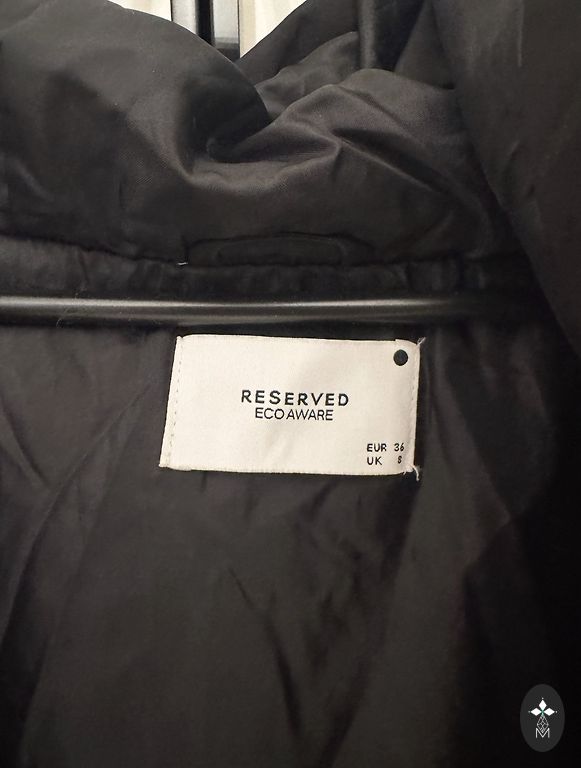 RESERVED
ECOAWARE
EUR 36
UK 8
M